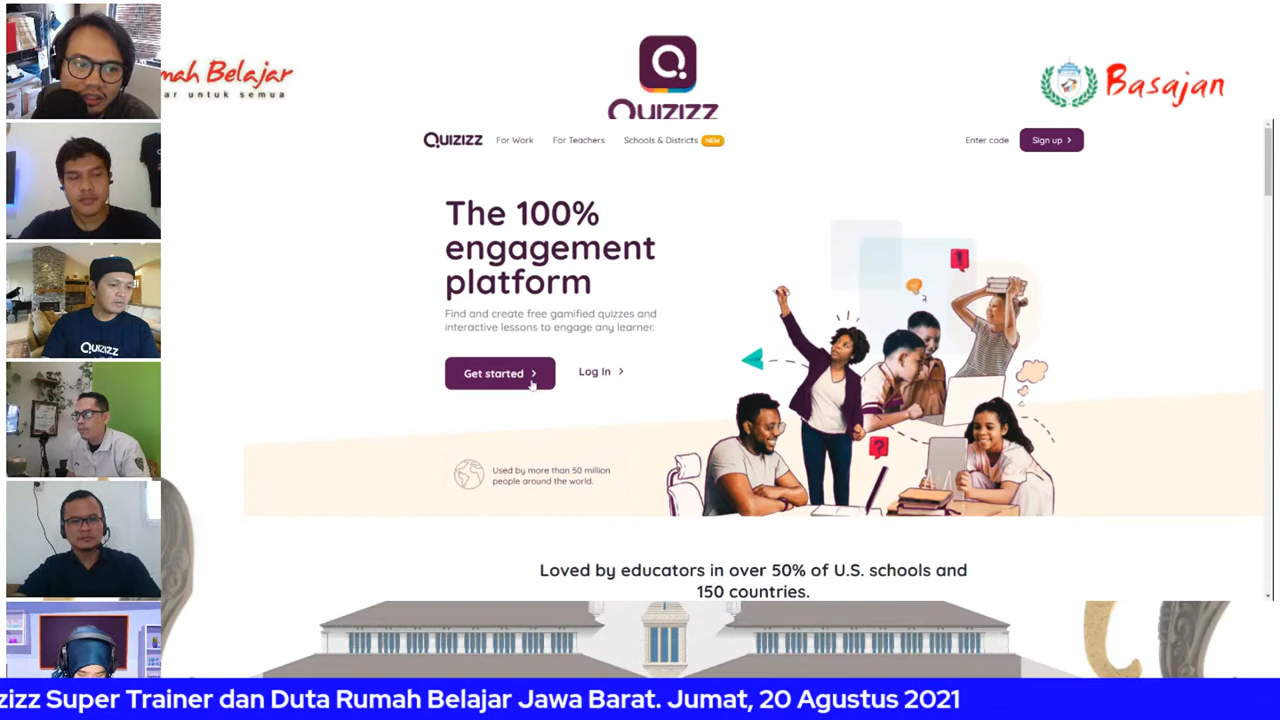 mah Belajar
ar untuk semua
QUIZIZZ
Basajan
QUIZIZZ
For Work
For Teachers
Schools & Districts
NEW
Enter code
Sign up
The 100%
engagement
platform
Find and create free gamified quizzes and
interactive lessons to engage any learner.
Get started
Log In
Used by more than 50 million
people around the world.
Loved by educators in over 50% of U.S. schools and
150 countries.
QUIZIZZ
zizz Super Trainer dan Duta Rumah Belajar Jawa Barat. Jumat, 20 Agustus 2021